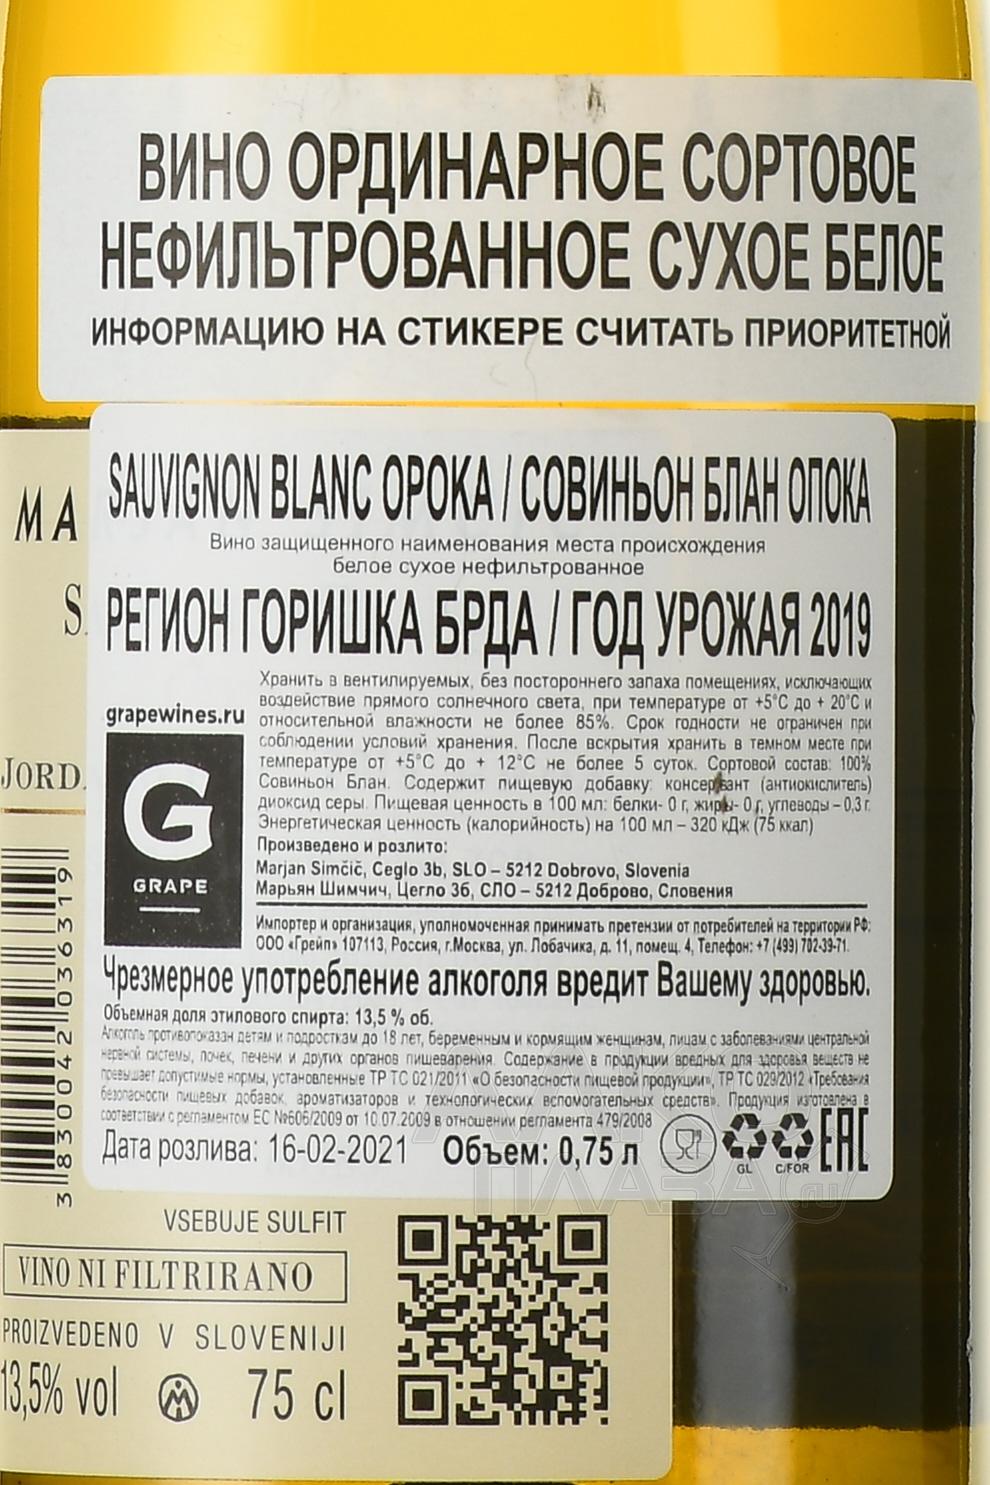 ВИНО ОРДИНАРНОЕ СОРТОВОЕ
НЕФИЛЬТРОВАННОЕ СУХОЕ БЕЛОЕ
ИНФОРМАЦИЮ НА СТИКЕРЕ СЧИТАТЬ ПРИОРИТЕТНОЙ
MA
S
JORD
SAUVIGNON BLANC OPOKA / СОВИНЬОН БЛАН ОПОКА
Вино защищенного наименования места происхождения
белое сухое нефильтрованное
РЕГИОН ГОРИШКА БРДА / ГОД УРОЖАЯ 2019
grapewines.ru
G
GRAPE
Хранить в вентилируемых, без постороннего запаха помещениях, исключающих
воздействие прямого солнечного света, при температуре от +5°C до + 20°C и
относительной влажности не более 85%. Срок годности не ограничен при
соблюдении условий хранения. После вскрытия хранить в темном месте при
температуре от +5°C до + 12°C не более 5 суток. Сортовой состав: 100%
Совиньон Блан. Содержит пищевую добавку: консервант (антиокислитель)
диоксид серы. Пищевая ценность в 100 мл: белки- 0 г, жиры- 0 г, углеводы – 0,3 г.
Энергетическая ценность (калорийность) на 100 мл – 320 кДж (75 ккал)
Произведено и розлито:
Marjan Simčič, Ceglo 3b, SLO – 5212 Dobrovo, Slovenia
Марьян Шимчич, Цегло 3б, СЛО – 5212 Доброво, Словения
Импортер и организация, уполномоченная принимать претензии от потребителей на территории РФ:
ООО «Грейп» 107113, Россия, г.Москва, ул. Лобачика, д. 11, помещ. 4, Телефон: +7 (499) 702-39-71.
Чрезмерное употребление алкоголя вредит Вашему здоровью.
Объемная доля этилового спирта: 13,5 % об.
Алкоголь противопоказан детям и подросткам до 18 лет, беременным и кормящим женщинам, лицам с заболеваниями центральной
нервной системы, почек, печени и других органов пищеварения. Содержание в продукции вредных для здоровья веществ не
превышает допустимые нормы, установленные ТР ТС 021/2011 «О безопасности пищевой продукции», ТР ТС 029/2012 «Требования
безопасности пищевых добавок, ароматизаторов и технологических вспомогательных средств». Продукция изготовлена в
соответствии с регламентом ЕС №606/2009 от 10.07.2009 в отношении регламента 479/2008
Дата розлива: 16-02-2021 Объем: 0,75 л
GL C/FOR EAC
3 830042 036319
VSEBUJE SULFIT
VINO NI FILTRIRANO
PROIZVEDENO V SLOVENIJI
13,5% vol 75 cl
ПЛАЗА.ru